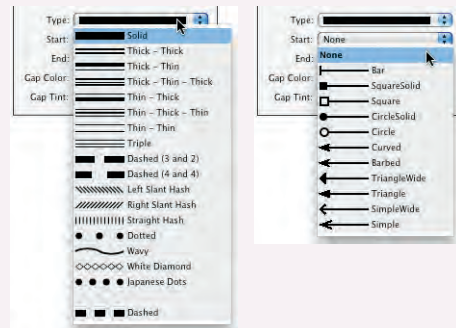 Type:
Start:
End:
Gap Color:
Gap Tint:
Solid
Thick – Thick
Thick – Thin
Thick – Thin – Thick
Thin – Thick
Thin – Thick – Thin
Thin – Thin
Triple
Dashed (3 and 2)
Dashed (4 and 4)
Left Slant Hash
Right Slant Hash
Straight Hash
Dotted
Wavy
White Diamond
Japanese Dots
Dashed
Type:
Start: None
End:
Gap Color:
Gap Tint:
None
Bar
SquareSolid
Square
CircleSolid
Circle
Curved
Barbed
TriangleWide
Triangle
SimpleWide
Simple